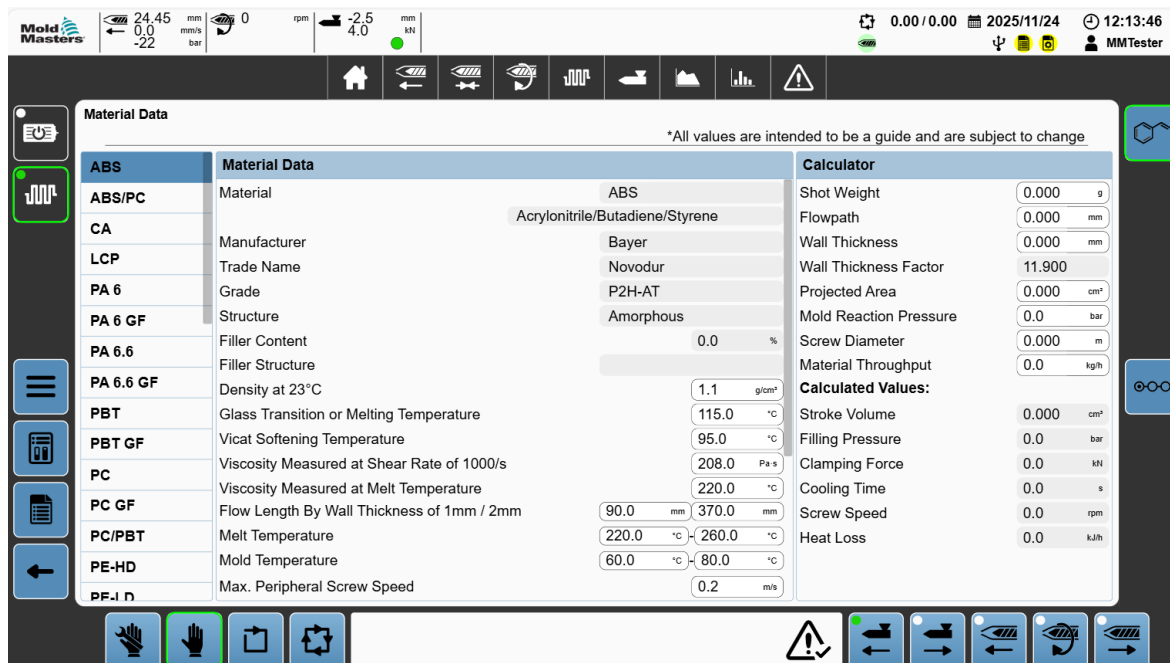 Mold
Masters
24.45 mm
0.0 mm/s
-22 bar
0 rpm
-2.5 mm
4.0 kN
0.00 / 0.00
2025/11/24
12:13:46
MMTester
Material Data
*All values are intended to be a guide and are subject to change
ABS
ABS/PC
CA
LCP
PA 6
PA 6 GF
PA 6.6
PA 6.6 GF
PBT
PBT GF
PC
PC GF
PC/PBT
PE-HD
PE-LD
Material Data
Material ABS
Acrylonitrile/Butadiene/Styrene
Manufacturer Bayer
Trade Name Novodur
Grade P2H-AT
Structure Amorphous
Filler Content 0.0 %
Filler Structure
Density at 23°C 1.1 g/cm³
Glass Transition or Melting Temperature 115.0 °C
Vicat Softening Temperature 95.0 °C
Viscosity Measured at Shear Rate of 1000/s 208.0 Pa·s
Viscosity Measured at Melt Temperature 220.0 °C
Flow Length By Wall Thickness of 1mm / 2mm 90.0 mm 370.0 mm
Melt Temperature 220.0 °C - 260.0 °C
Mold Temperature 60.0 °C - 80.0 °C
Max. Peripheral Screw Speed 0.2 m/s
Calculator
Shot Weight 0.000 g
Flowpath 0.000 mm
Wall Thickness 0.000 mm
Wall Thickness Factor 11.900
Projected Area 0.000 cm²
Mold Reaction Pressure 0.0 bar
Screw Diameter 0.000 m
Material Throughput 0.0 kg/h
Calculated Values:
Stroke Volume 0.000 cm³
Filling Pressure 0.0 bar
Clamping Force 0.0 kN
Cooling Time 0.0 s
Screw Speed 0.0 rpm
Heat Loss 0.0 kJ/h